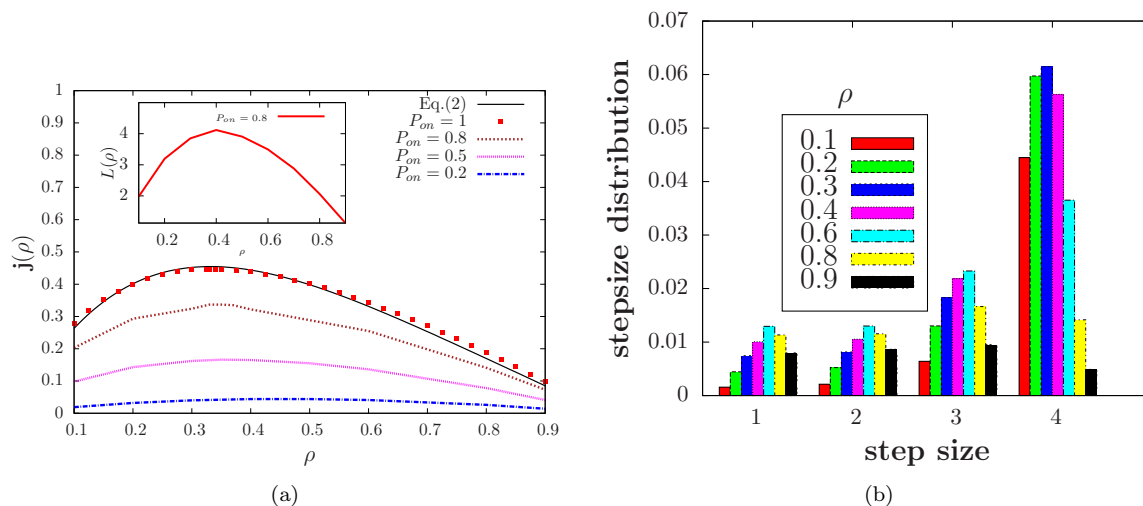 1
0.9
0.8
0.7
0.6
0.5
0.4
0.3
0.2
0.1
0
0.1 0.2 0.3 0.4 0.5 0.6 0.7 0.8 0.9
j(ρ)
ρ
Eq.(2)
P_on = 1
P_on = 0.8
P_on = 0.5
P_on = 0.2
P_on = 0.8
4
3
2
0.2 0.4 0.6 0.8
L(ρ)
ρ
(a)
0.07
0.06
0.05
0.04
0.03
0.02
0.01
0
1 2 3 4
stepsize distribution
step size
ρ
0.1
0.2
0.3
0.4
0.6
0.8
0.9
(b)